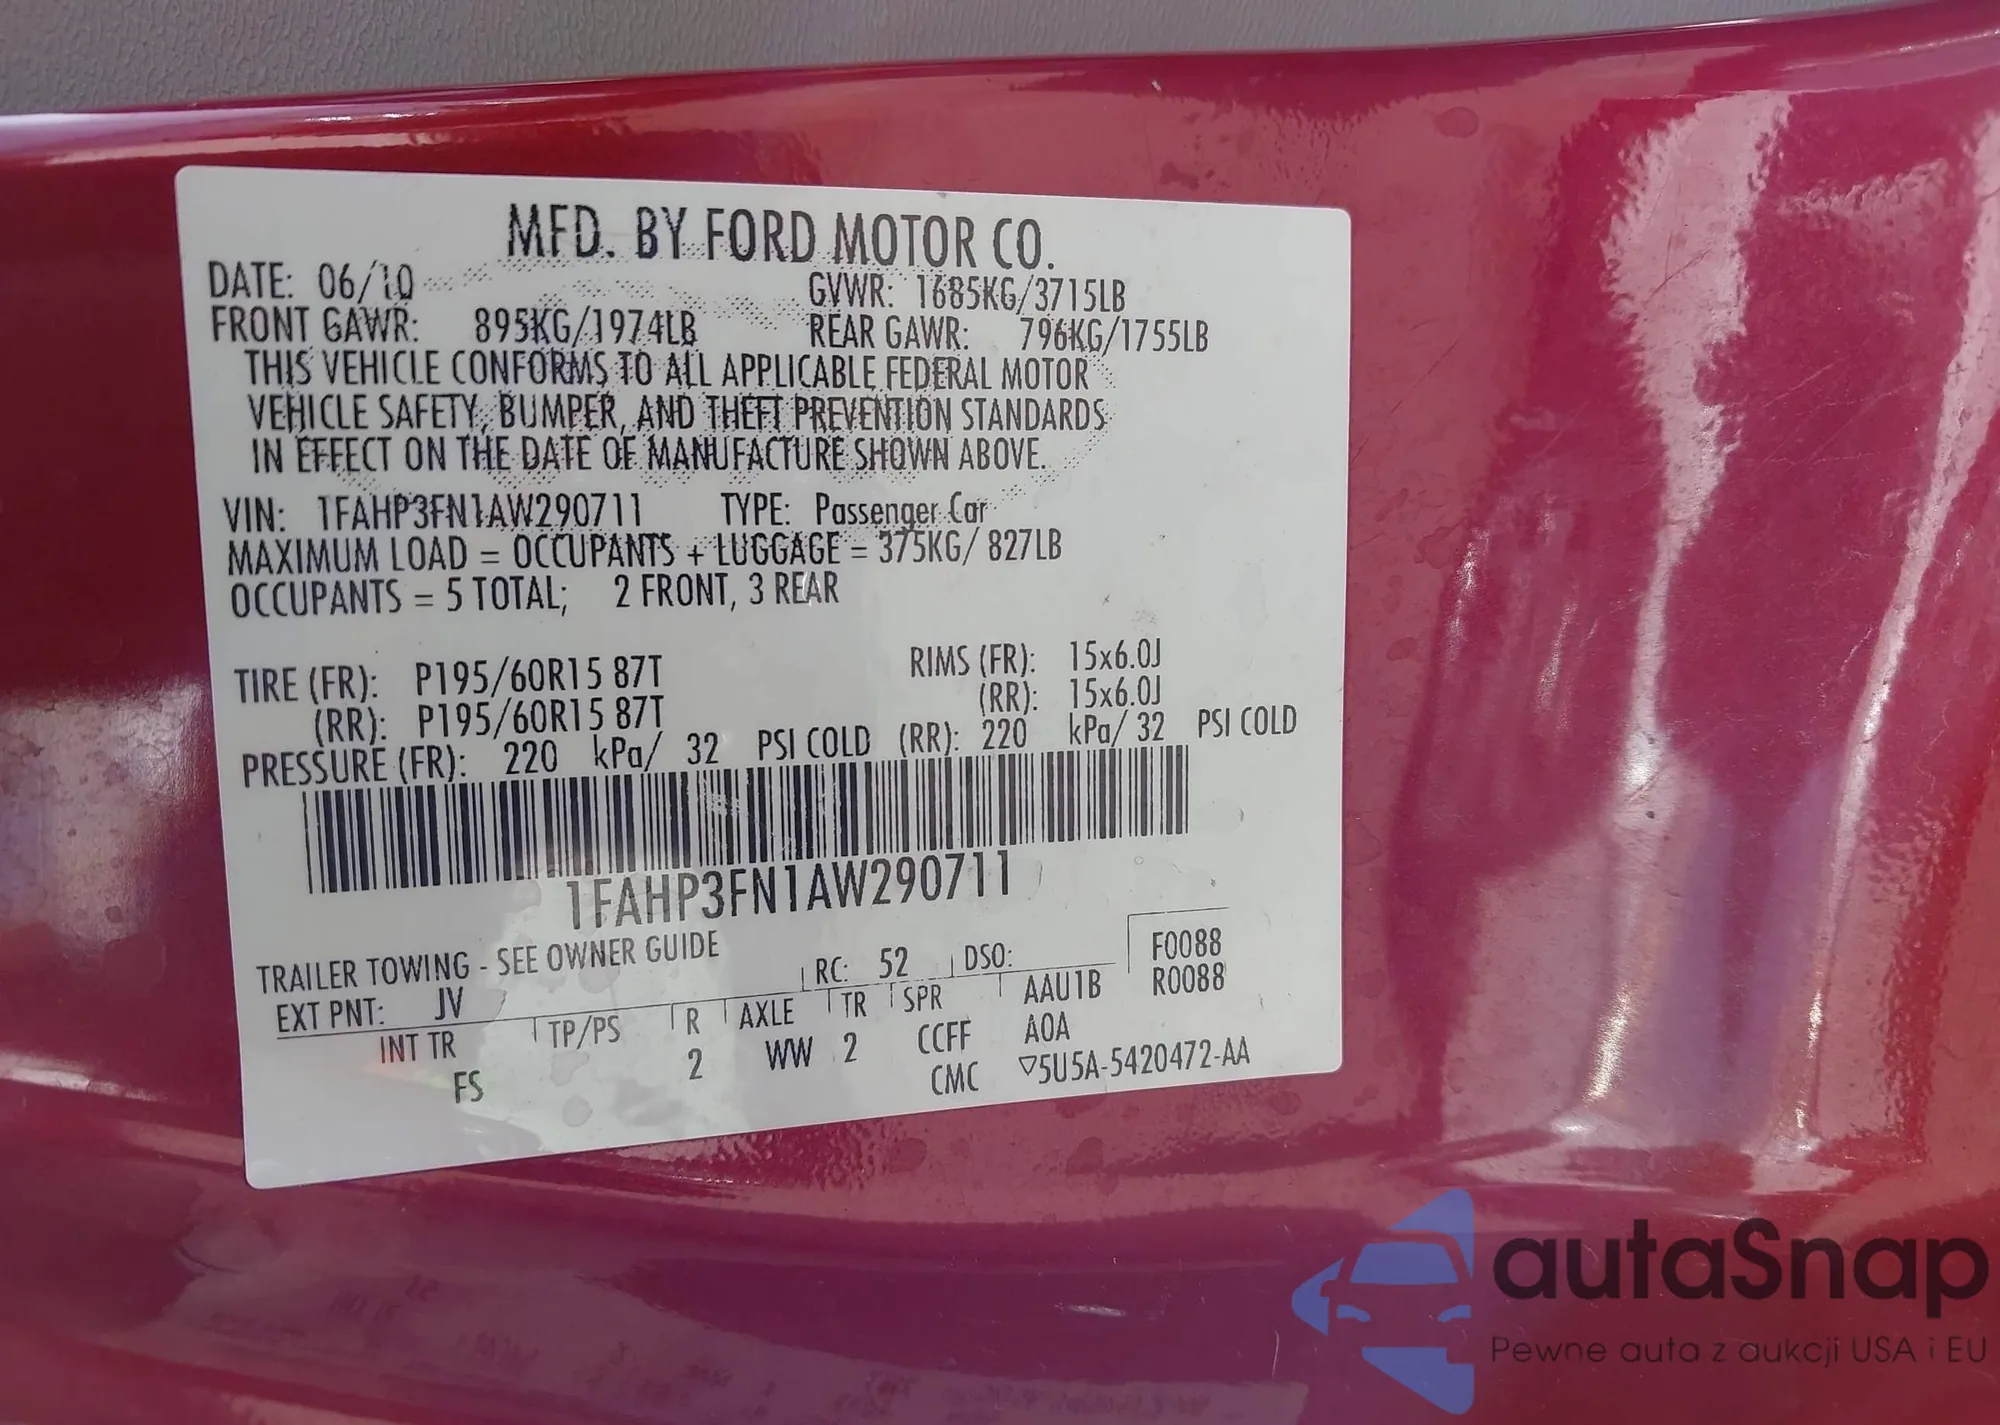 MFD. BY FORD MOTOR CO.
DATE: 06/10 GVWR: 1685KG/3715LB
FRONT GAWR: 895KG/1974LB REAR GAWR: 796KG/1755LB
THIS VEHICLE CONFORMS TO ALL APPLICABLE FEDERAL MOTOR
VEHICLE SAFETY, BUMPER, AND THEFT PREVENTION STANDARDS
IN EFFECT ON THE DATE OF MANUFACTURE SHOWN ABOVE.
VIN: 1FAHP3FN1AW290711 TYPE: Passenger Car
MAXIMUM LOAD = OCCUPANTS + LUGGAGE = 375KG/ 827LB
OCCUPANTS = 5 TOTAL; 2 FRONT, 3 REAR
TIRE (FR): P195/60R15 87T RIMS (FR): 15x6.0J
(RR): P195/60R15 87T (RR): 15x6.0J
PRESSURE (FR): 220 kPa/ 32 PSI COLD (RR): 220 kPa/ 32 PSI COLD
1FAHP3FN1AW290711
TRAILER TOWING - SEE OWNER GUIDE RC: 52 DSO: F0088
EXT PNT: JV AAU1B R0088
INT TR TP/PS R AXLE TR SPR
FS 2 WW 2 CCFF AOA
CMC ▽5U5A-5420472-AA
autaSnap
Pewne auta z aukcji USA i EU